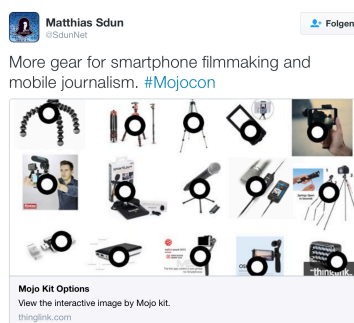 Matthias Sdun
@SdunNet
Folgen
More gear for smartphone filmmaking and
mobile journalism. #Mojocon
thinglink
Mojo Kit Options
View the interactive image by Mojo kit.
thinglink.com